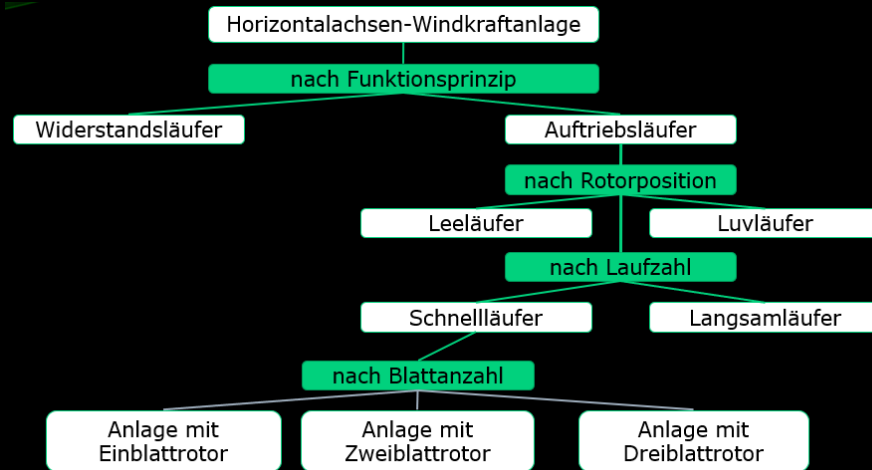 Horizontalachsen-Windkraftanlage
nach Funktionsprinzip
Widerstandsläufer
Auftriebsläufer
nach Rotorposition
Leeläufer
Luvläufer
nach Laufzahl
Schnellläufer
Langsamläufer
nach Blattanzahl
Anlage mit
Einblattrotor
Anlage mit
Zweiblattrotor
Anlage mit
Dreiblattrotor